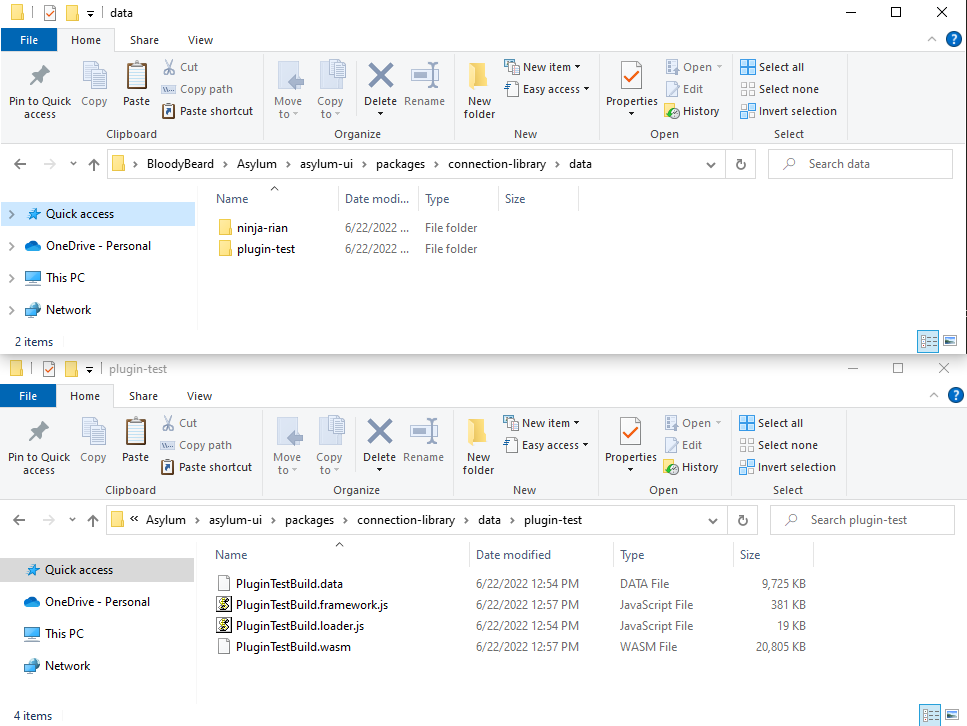 data
File Home Share View
Pin to Quick access
Copy
Paste
Cut
Copy path
Paste shortcut
Clipboard
Move to
Copy to
Delete
Rename
Organize
New folder
New item
Easy access
New
Properties
Open
Edit
History
Open
Select all
Select none
Invert selection
Select
BloodyBeard > Asylum > asylum-ui > packages > connection-library > data
Search data
Name Date modi... Type Size
Quick access
OneDrive - Personal
This PC
Network
ninja-rian 6/22/2022 ... File folder
plugin-test 6/22/2022 ... File folder
2 items
plugin-test
File Home Share View
Pin to Quick access
Copy
Paste
Cut
Copy path
Paste shortcut
Clipboard
Move to
Copy to
Delete
Rename
Organize
New folder
New item
Easy access
New
Properties
Open
Edit
History
Open
Select all
Select none
Invert selection
Select
« Asylum > asylum-ui > packages > connection-library > data > plugin-test
Search plugin-test
Name Date modified Type Size
Quick access
OneDrive - Personal
This PC
Network
PluginTestBuild.data 6/22/2022 12:54 PM DATA File 9,725 KB
PluginTestBuild.framework.js 6/22/2022 12:57 PM JavaScript File 381 KB
PluginTestBuild.loader.js 6/22/2022 12:54 PM JavaScript File 19 KB
PluginTestBuild.wasm 6/22/2022 12:57 PM WASM File 20,805 KB
4 items